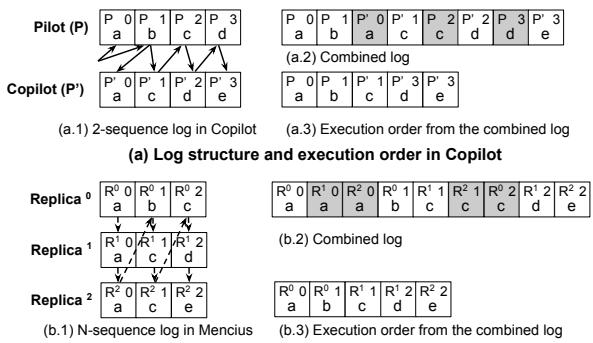 Pilot (P) P 0 P 1 P 2 P 3 P 0 P 1 P' 0 P' 1 P 2 P' 2 P 3 P' 3
a b c d a b a c c d d e
(a.2) Combined log
Copilot (P') P' 0 P' 1 P' 2 P' 3 P' 0 P' 1 P' 1 P' 3 P' 3
a c d e a b c d e
(a.1) 2-sequence log in Copilot (a.3) Execution order from the combined log
(a) Log structure and execution order in Copilot
Replica 0 R0 0 R0 1 R0 2 R0 0 R1 0 R2 0 R0 1 R1 1 R2 1 R0 2 R1 2 R2 2
a b c a a a b c c c d e
(b.2) Combined log
Replica 1 R1 0 R1 1 R1 2
a c d
Replica 2 R2 0 R2 1 R2 2 R0 0 R0 1 R1 1 R1 2 R2 2
a c e a b c d e
(b.1) N-sequence log in Mencius (b.3) Execution order from the combined log